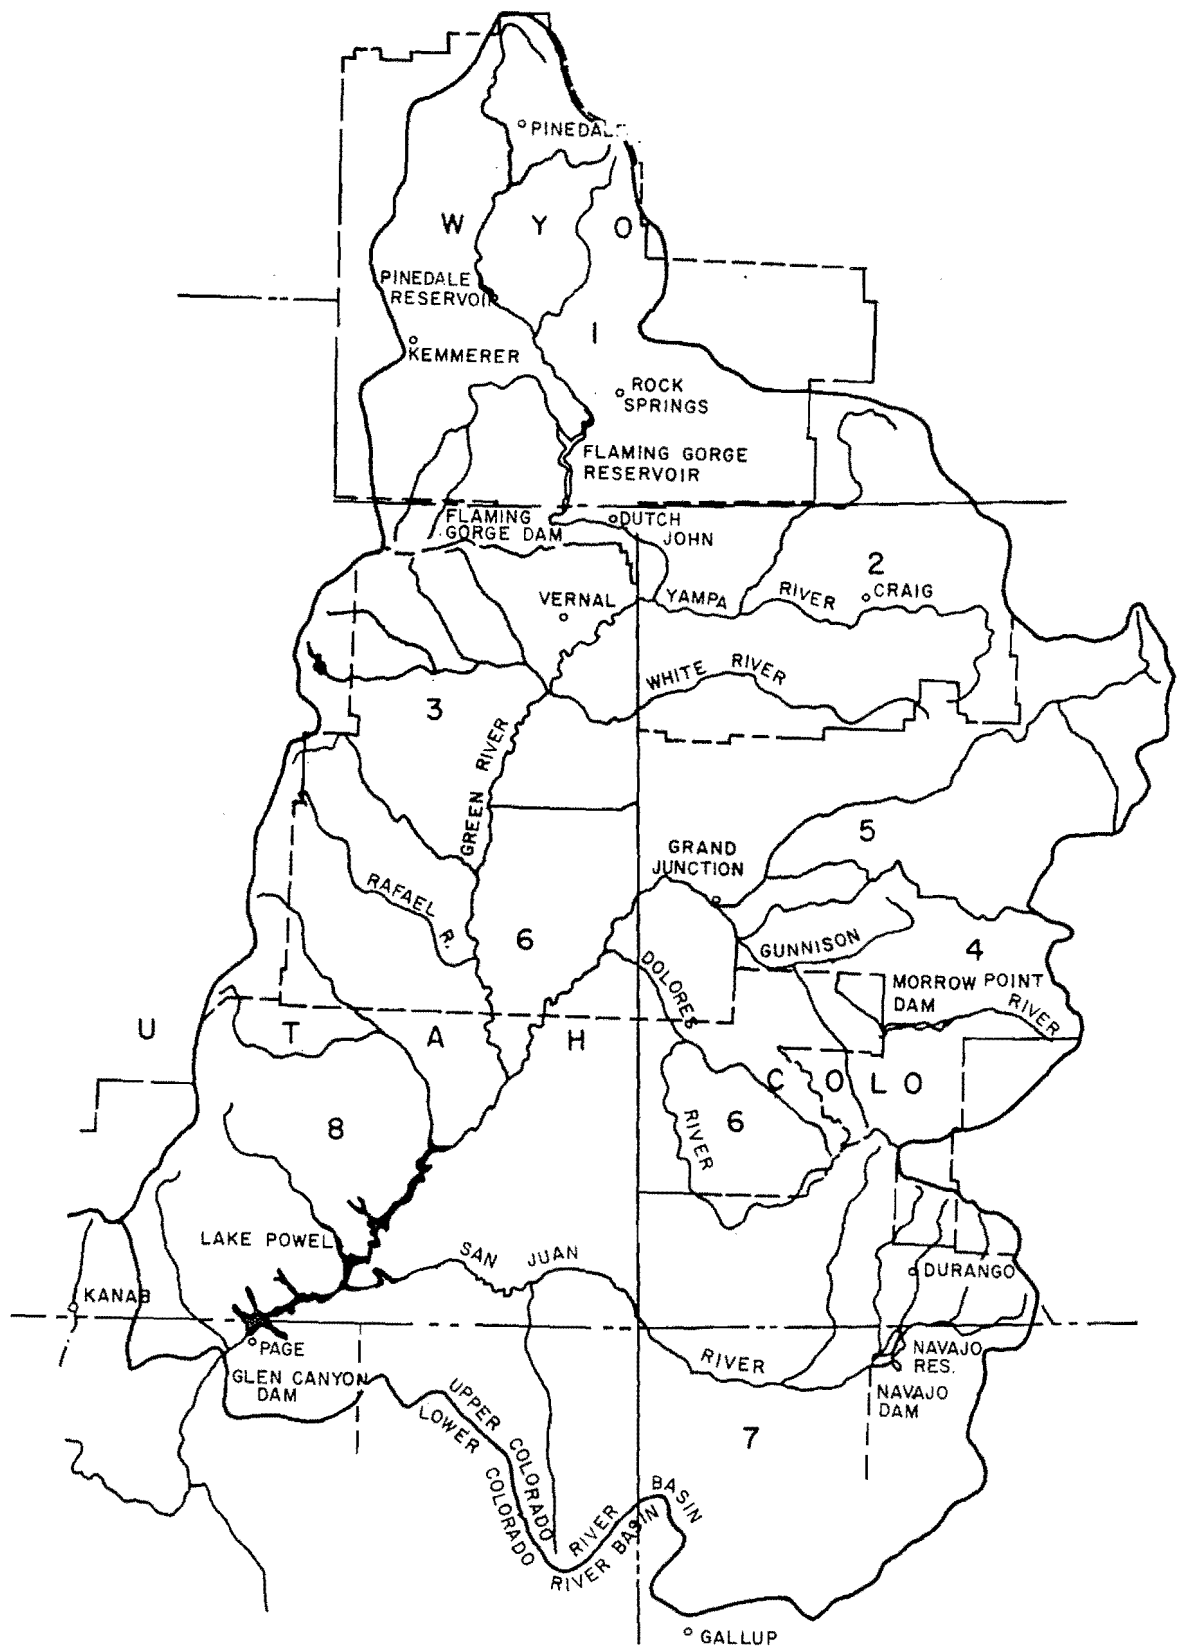 PINEDALE
W Y O
PINEDALE
RESERVOIR
1
KEMMERER
ROCK
SPRINGS
FLAMING GORGE
RESERVOIR
FLAMING
GORGE DAM
DUTCH
JOHN
2
VERNAL
YAMPA RIVER
CRAIG
WHITE RIVER
3
GREEN RIVER
5
GRAND
JUNCTION
RAFAEL R.
6
GUNNISON
4
DOLORES
MORROW POINT
DAM
RIVER
U T A H
C O L O
8
RIVER
6
LAKE POWEL
SAN JUAN
DURANGO
KANAB
PAGE
RIVER
NAVAJO
RES.
GLEN CANYON
DAM
NAVAJO
DAM
UPPER COLORADO RIVER BASIN
LOWER COLORADO RIVER BASIN
7
GALLUP